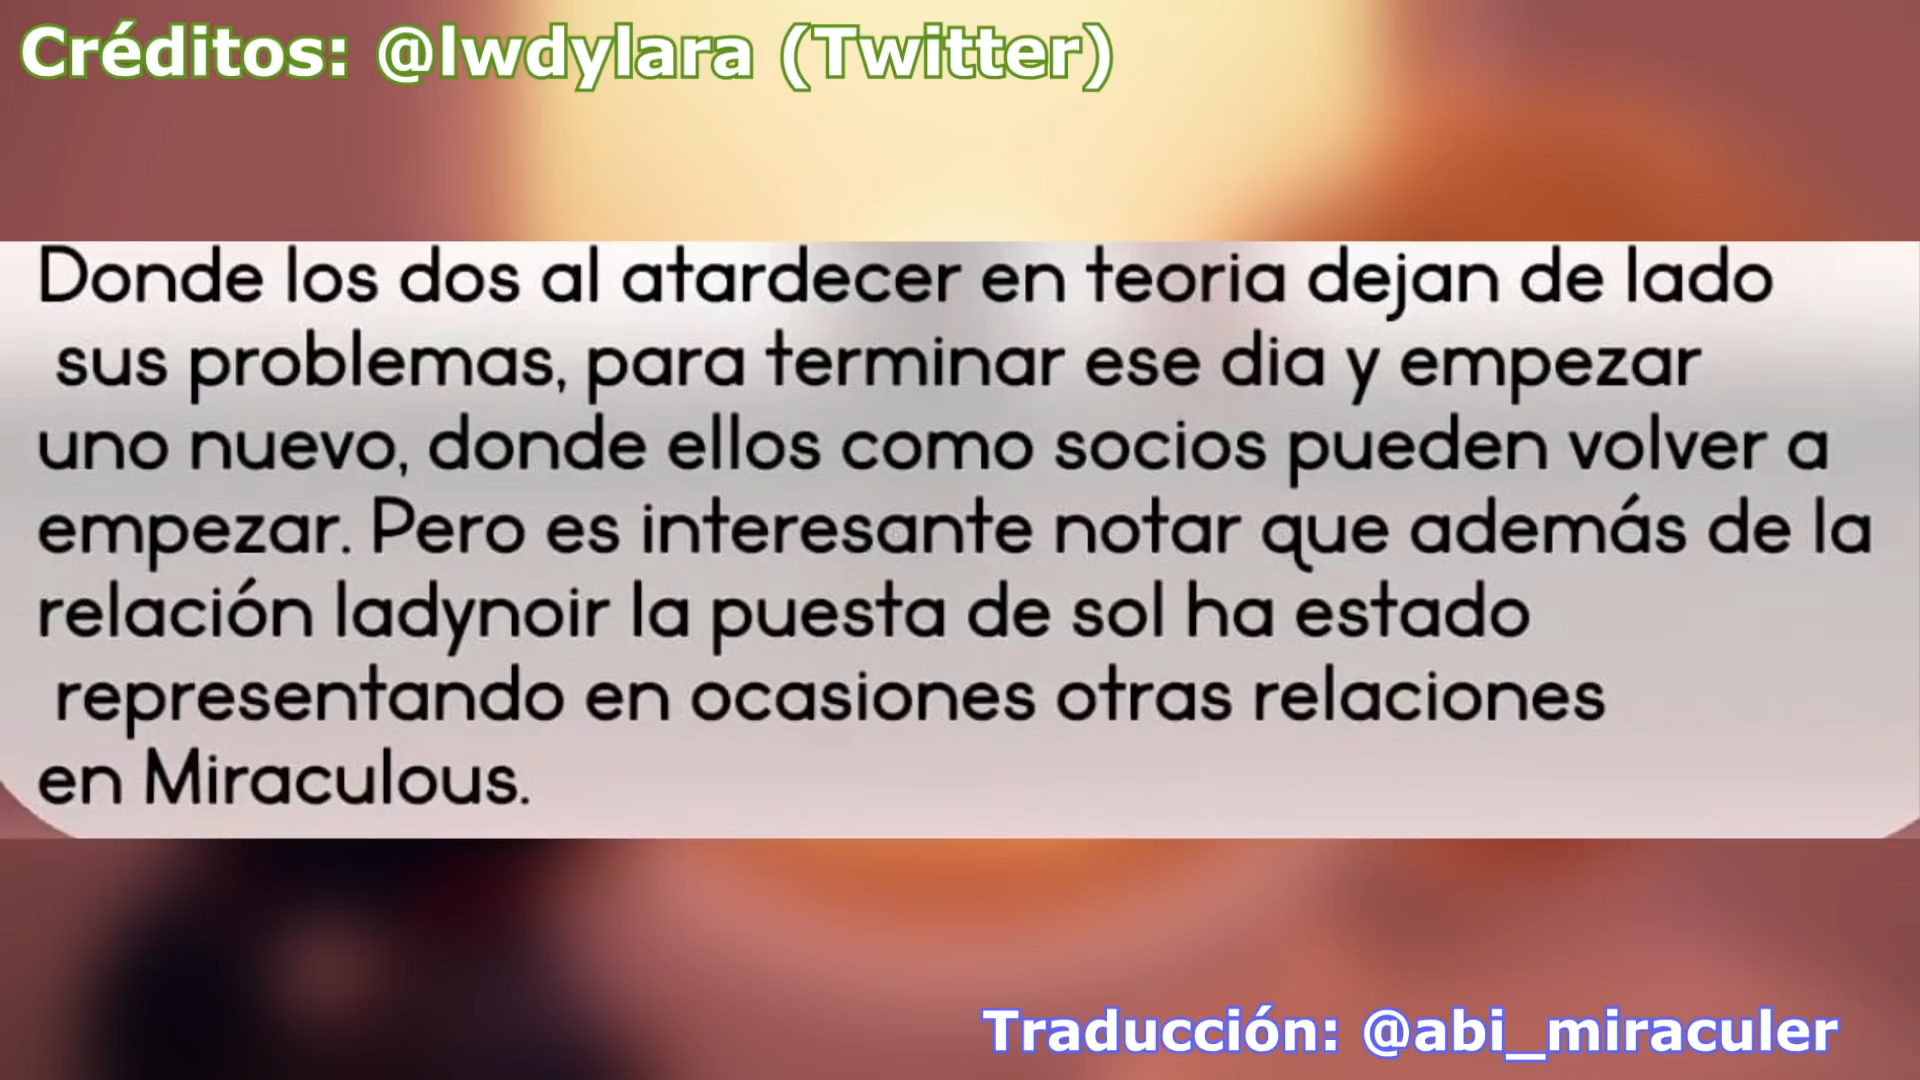 Créditos: @lwdylara (Twitter)
Donde los dos al atardecer en teoria dejan de lado
sus problemas, para terminar ese dia y empezar
uno nuevo, donde ellos como socios pueden volver a
empezar. Pero es interesante notar que además de la
relación ladynoir la puesta de sol ha estado
representando en ocasiones otras relaciones
en Miraculous.
Traducción: @abi_miraculer